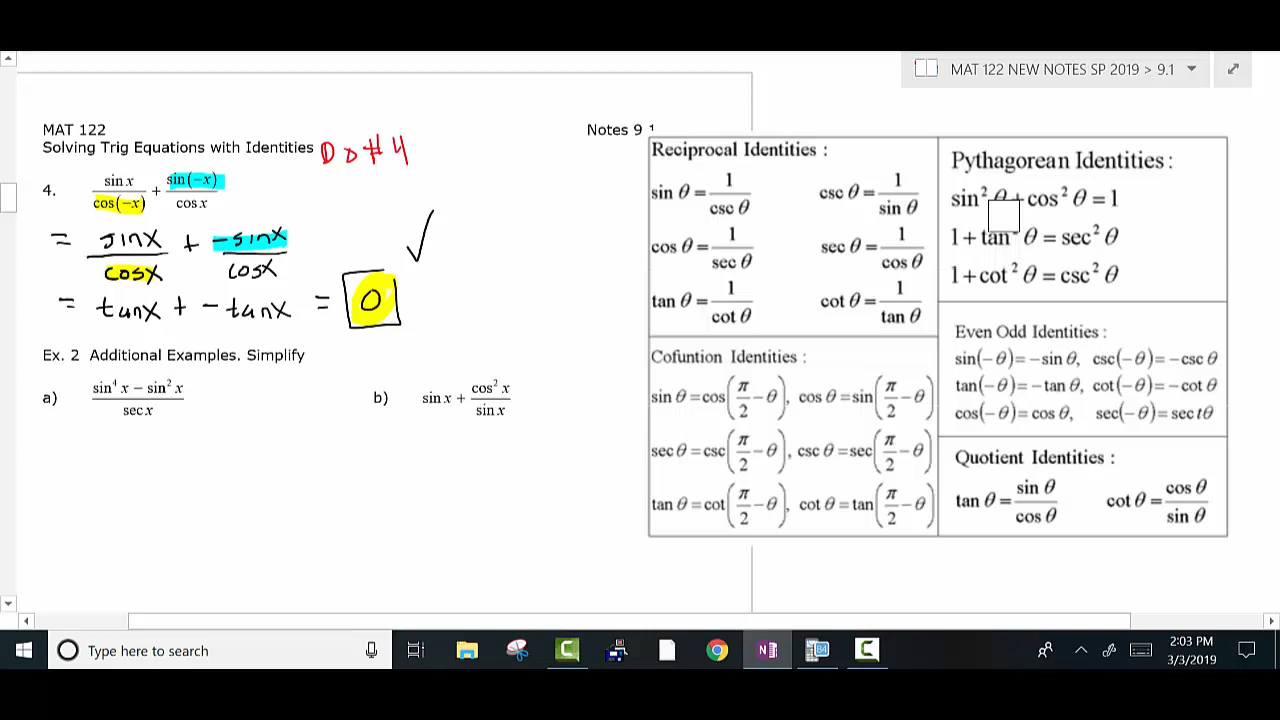 MAT 122 NEW NOTES SP 2019 > 9.1
MAT 122
Notes 9.1
Solving Trig Equations with Identities DO #4
4. sin x / cos(−x) + sin(−x) / cos x
= sinx / cosx + -sinx / cosx ✓
= tanx + - tanx = 0
Ex. 2 Additional Examples. Simplify
a) sin⁴ x − sin² x / sec x
b) sin x + cos² x / sin x
Reciprocal Identities :
sin θ = 1 / csc θ csc θ = 1 / sin θ
cos θ = 1 / sec θ sec θ = 1 / cos θ
tan θ = 1 / cot θ cot θ = 1 / tan θ
Cofuntion Identities :
sin θ = cos(π/2 − θ), cos θ = sin(π/2 − θ)
sec θ = csc(π/2 − θ), csc θ = sec(π/2 − θ)
tan θ = cot(π/2 − θ), cot θ = tan(π/2 − θ)
Pythagorean Identities :
sin² θ + cos² θ = 1
1 + tan² θ = sec² θ
1 + cot² θ = csc² θ
Even Odd Identities :
sin(−θ) = − sin θ, csc(−θ) = − csc θ
tan(−θ) = − tan θ, cot(−θ) = − cot θ
cos(−θ) = cos θ, sec(−θ) = sec tθ
Quotient Identities :
tan θ = sin θ / cos θ cot θ = cos θ / sin θ
Type here to search
N
84
2:03 PM
3/3/2019